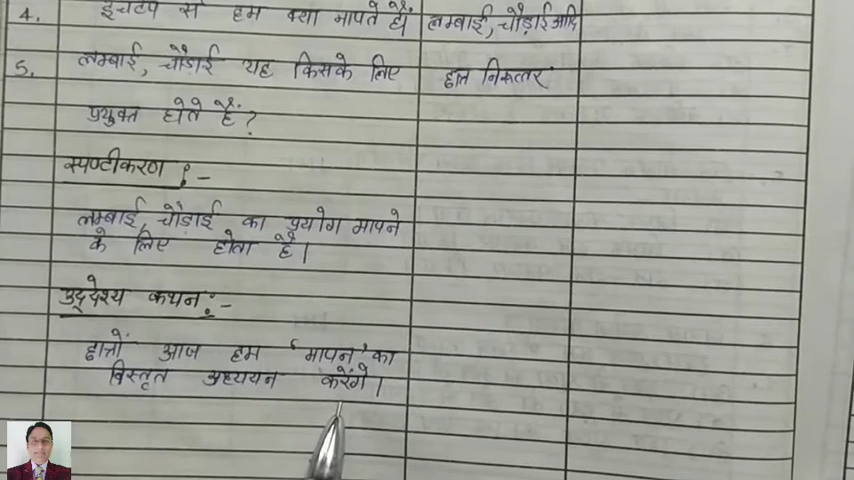 4. इंचटेप से हम क्या मापते हैं। लम्बाई, चौड़ाई आदि
5. लम्बाई, चौड़ाई यह किसके लिए छात्र निरूत्तर
प्रयुक्त होते हैं?
स्पष्टीकरण :-
लम्बाई, चौड़ाई का प्रयोग मापने
के लिए होता है।
उद्देश्य कथन :-
छात्रों आज हम 'मापन' का
विस्तृत अध्ययन करेंगे।